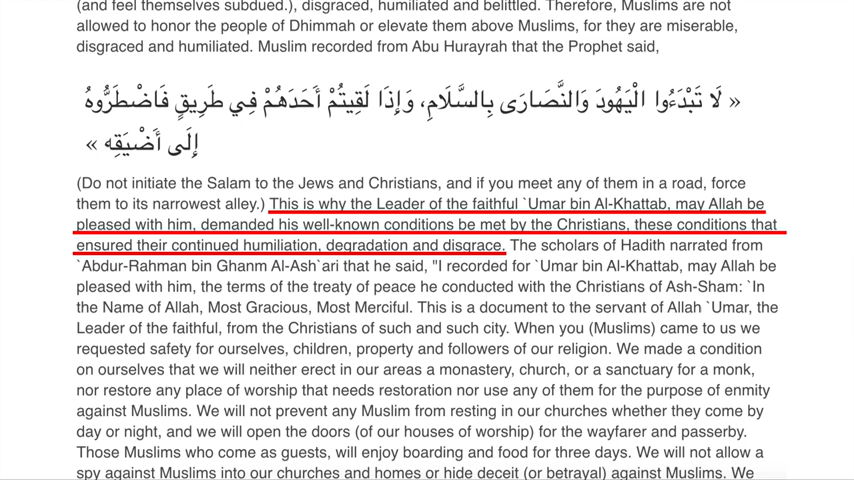 (and feel themselves subdued.), disgraced, humiliated and belittled. Therefore, Muslims are not
allowed to honor the people of Dhimmah or elevate them above Muslims, for they are miserable,
disgraced and humiliated. Muslim recorded from Abu Hurayrah that the Prophet said,
« لَا تَبْدَءُوا الْيَهُودَ وَالنَّصَارَى بِالسَّلَامِ، وَإِذَا لَقِيتُمْ أَحَدَهُمْ فِي طَرِيقٍ فَاضْطَرُّوهُ
إِلَى أَضْيَقِه »
(Do not initiate the Salam to the Jews and Christians, and if you meet any of them in a road, force
them to its narrowest alley.) This is why the Leader of the faithful `Umar bin Al-Khattab, may Allah be
pleased with him, demanded his well-known conditions be met by the Christians, these conditions that
ensured their continued humiliation, degradation and disgrace. The scholars of Hadith narrated from
`Abdur-Rahman bin Ghanm Al-Ash`ari that he said, "I recorded for `Umar bin Al-Khattab, may Allah be
pleased with him, the terms of the treaty of peace he conducted with the Christians of Ash-Sham: `In
the Name of Allah, Most Gracious, Most Merciful. This is a document to the servant of Allah `Umar, the
Leader of the faithful, from the Christians of such and such city. When you (Muslims) came to us we
requested safety for ourselves, children, property and followers of our religion. We made a condition
on ourselves that we will neither erect in our areas a monastery, church, or a sanctuary for a monk,
nor restore any place of worship that needs restoration nor use any of them for the purpose of enmity
against Muslims. We will not prevent any Muslim from resting in our churches whether they come by
day or night, and we will open the doors (of our houses of worship) for the wayfarer and passerby.
Those Muslims who come as guests, will enjoy boarding and food for three days. We will not allow a
spy against Muslims into our churches and homes or hide deceit (or betrayal) against Muslims. We